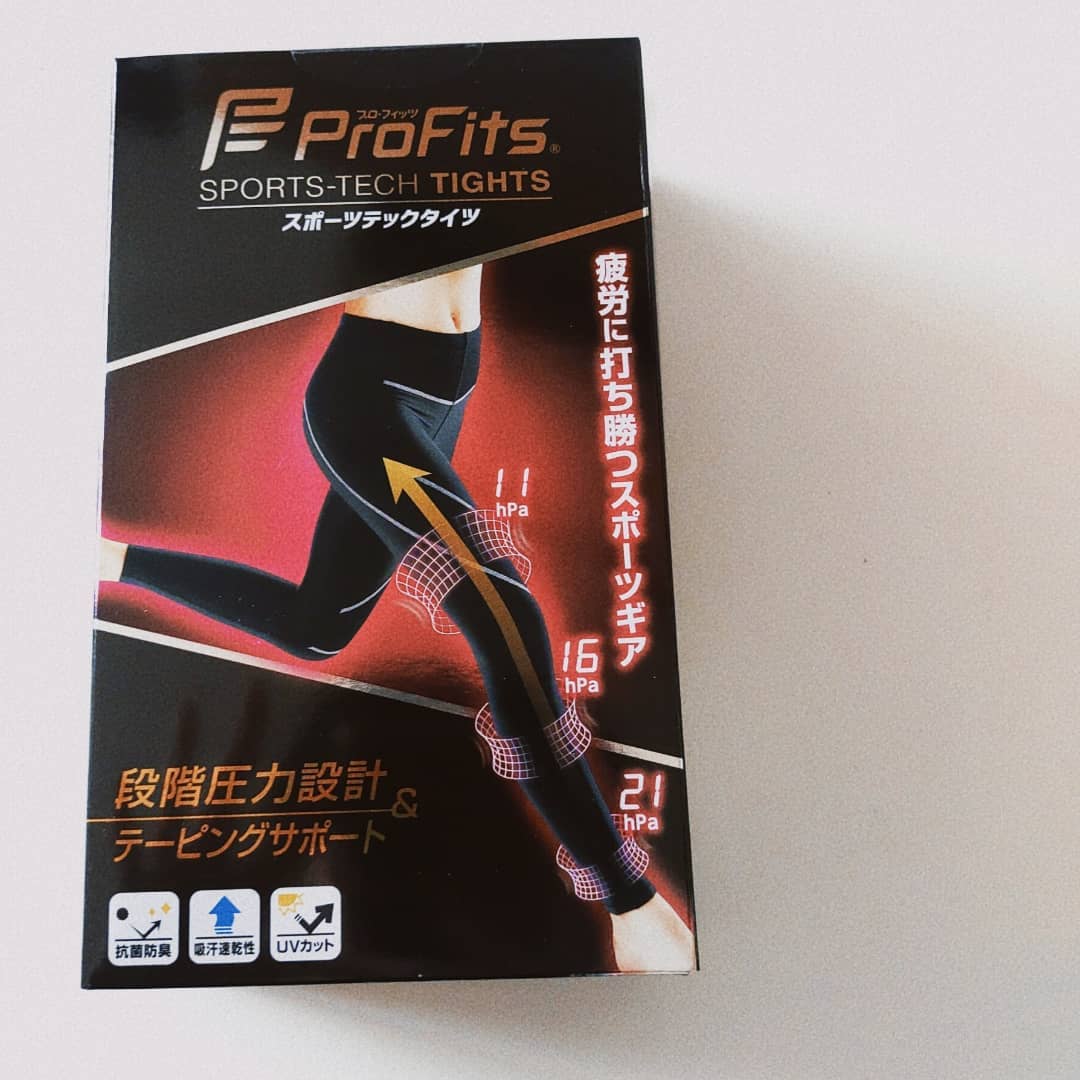 プロ・フィッツ
ProFits®
SPORTS-TECH TIGHTS
スポーツテックタイツ
疲労に打ち勝つスポーツギア
11
hPa
16
hPa
21
hPa
段階圧力設計
&
テーピングサポート
抗菌防臭
吸汗速乾性
UVカット